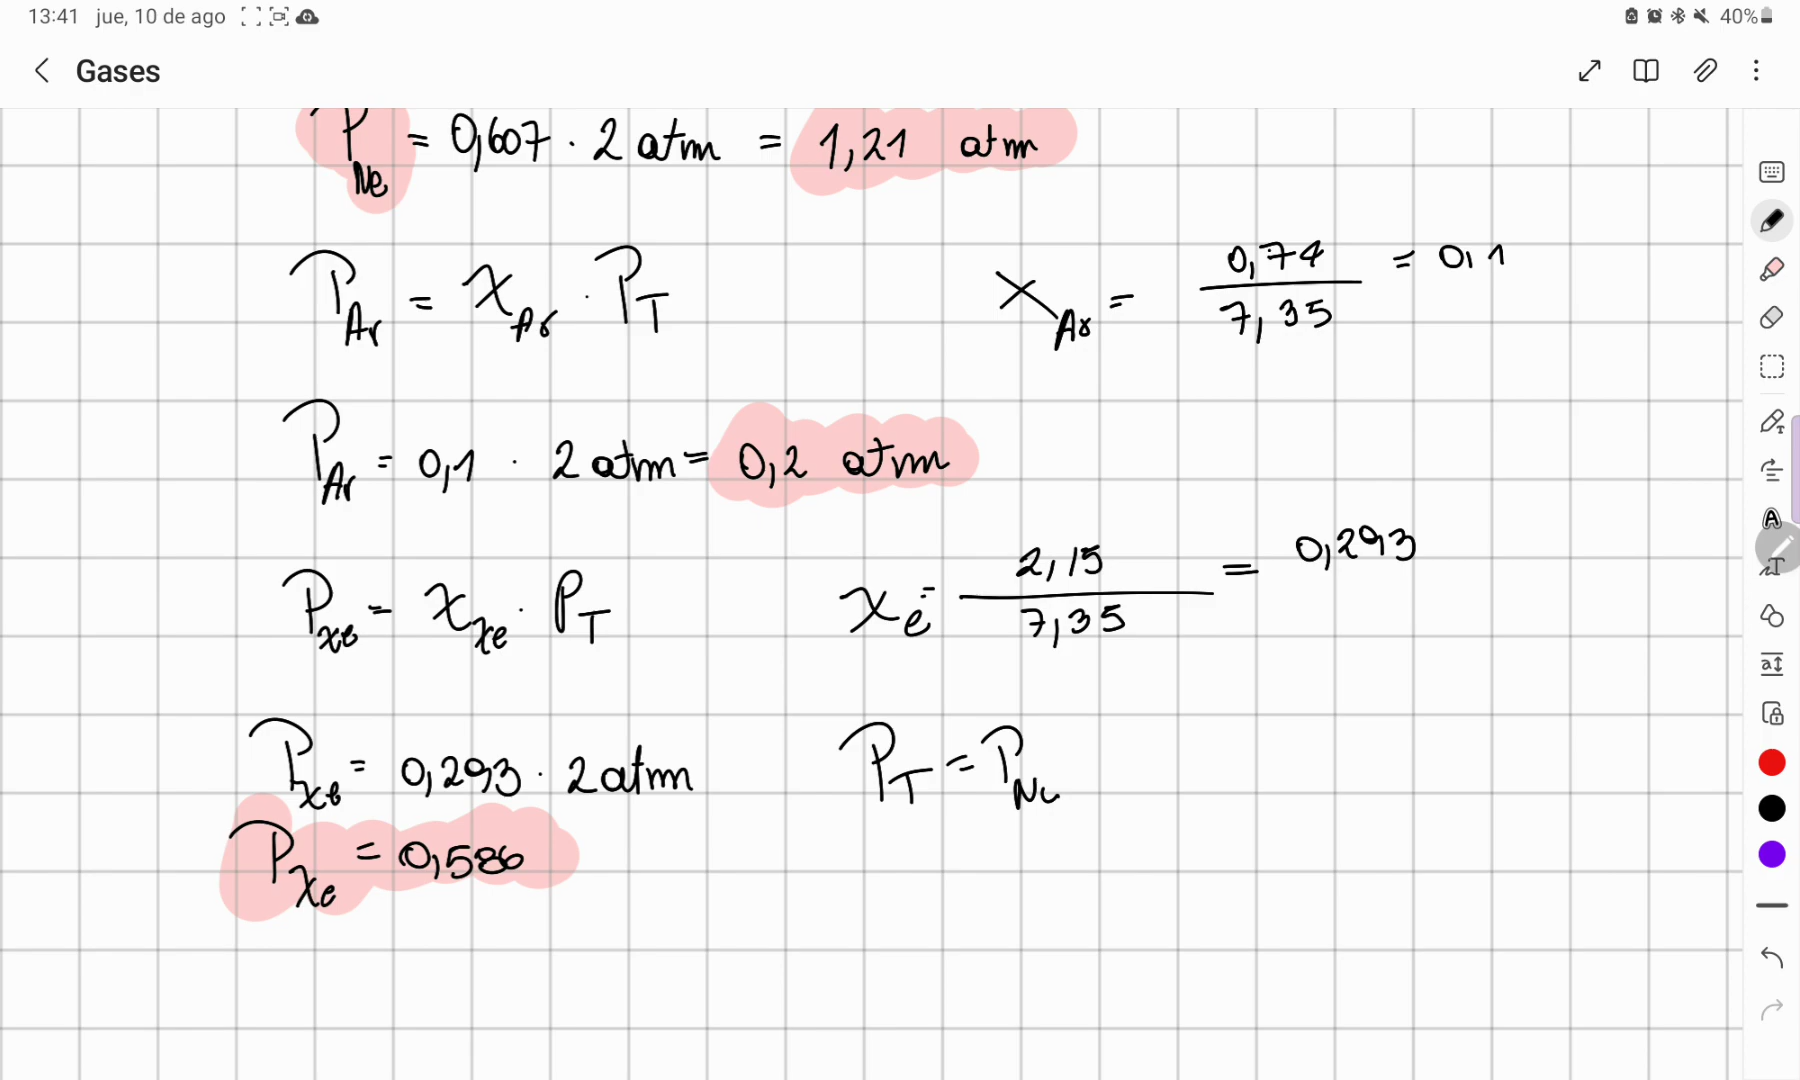 13:41 jue, 10 de ago 40%
Gases
P_Ne = 0,607 · 2 atm = 1,21 atm
P_Ar = X_Ar · P_T X_Ar = 0,74 / 7,35 = 0,1
P_Ar = 0,1 · 2 atm = 0,2 atm
P_xe = X_xe · P_T Xe = 2,15 / 7,35 = 0,293
P_xe = 0,293 · 2 atm P_T = P_Ne
P_Xe = 0,586